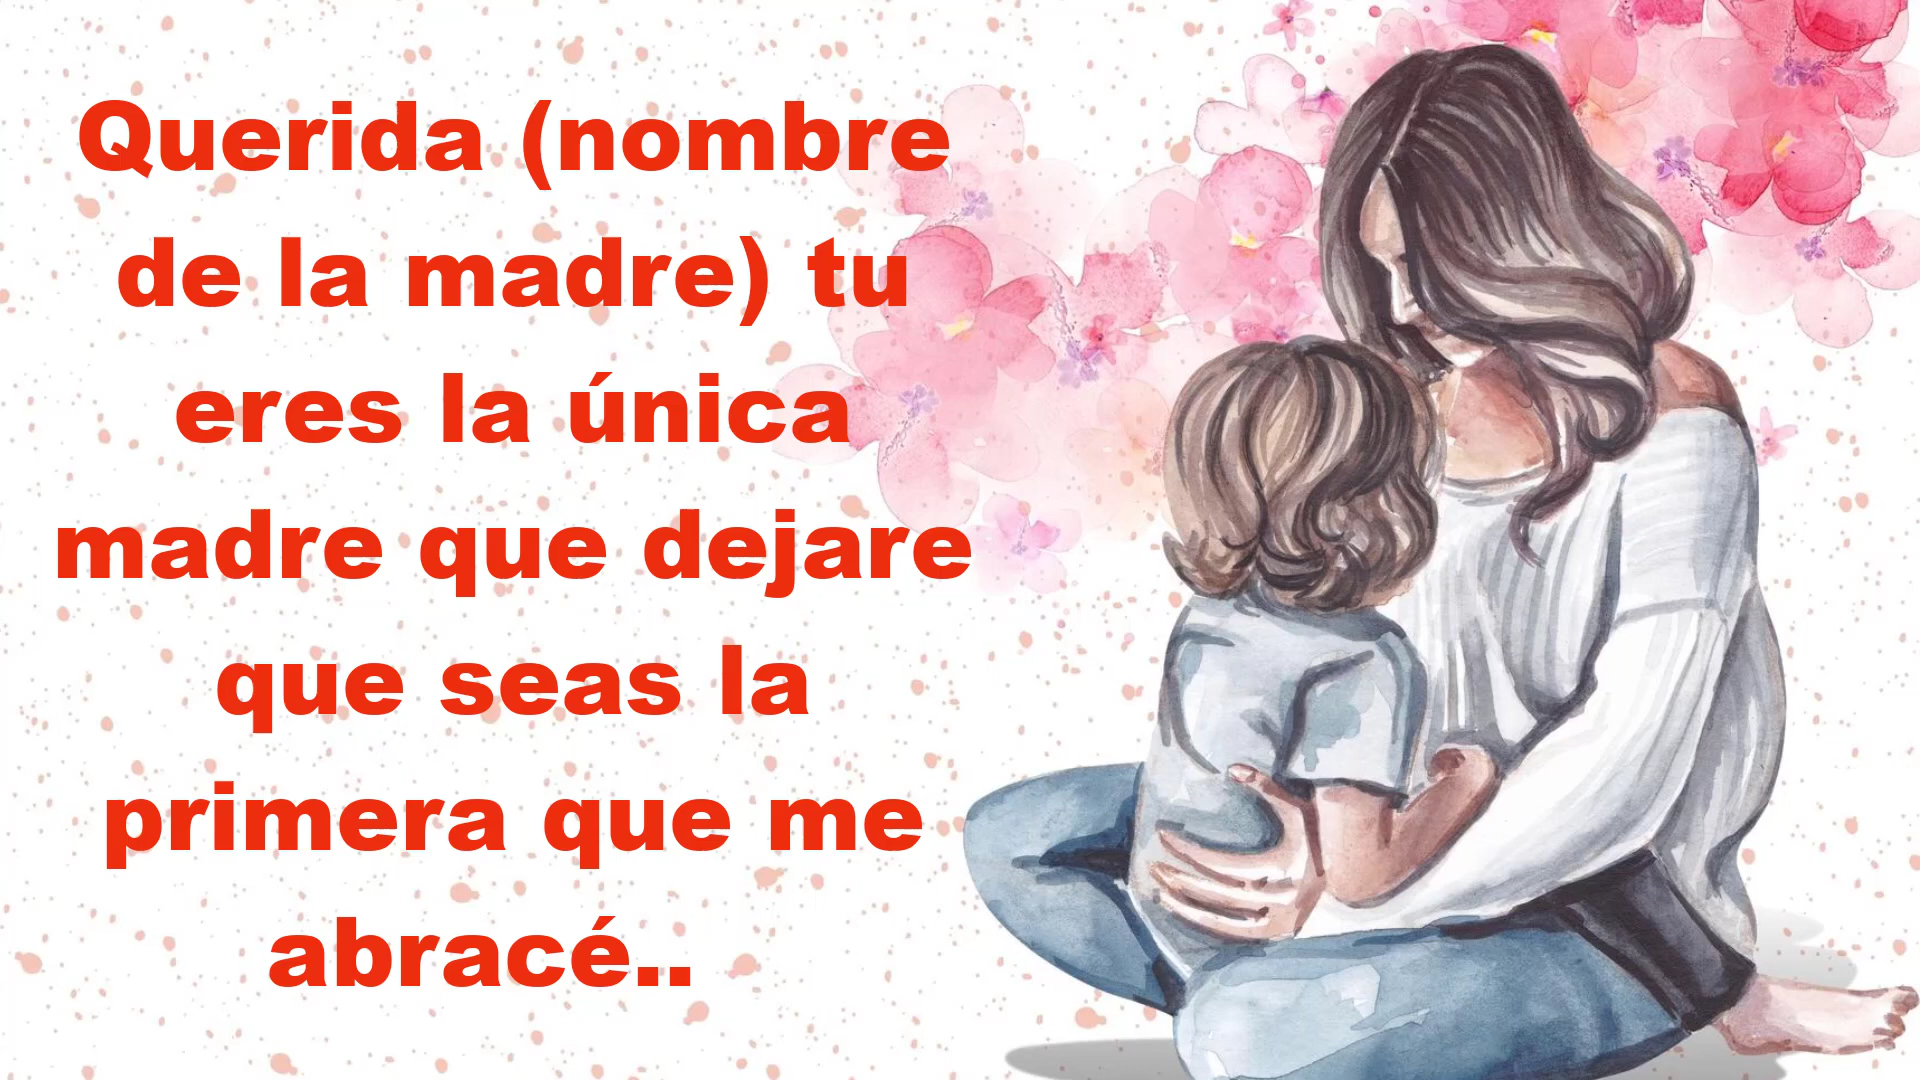 Querida (nombre
de la madre) tu
eres la única
madre que dejare
que seas la
primera que me
abracé..